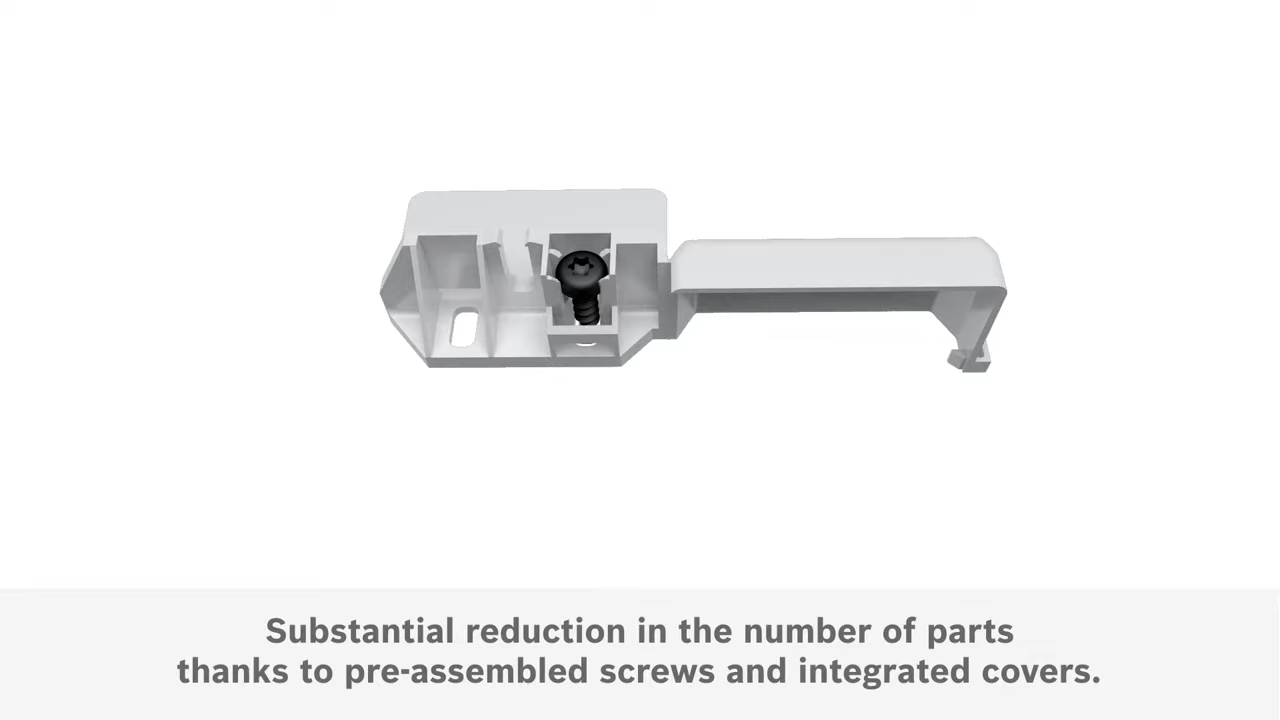 Substantial reduction in the number of parts
thanks to pre-assembled screws and integrated covers.